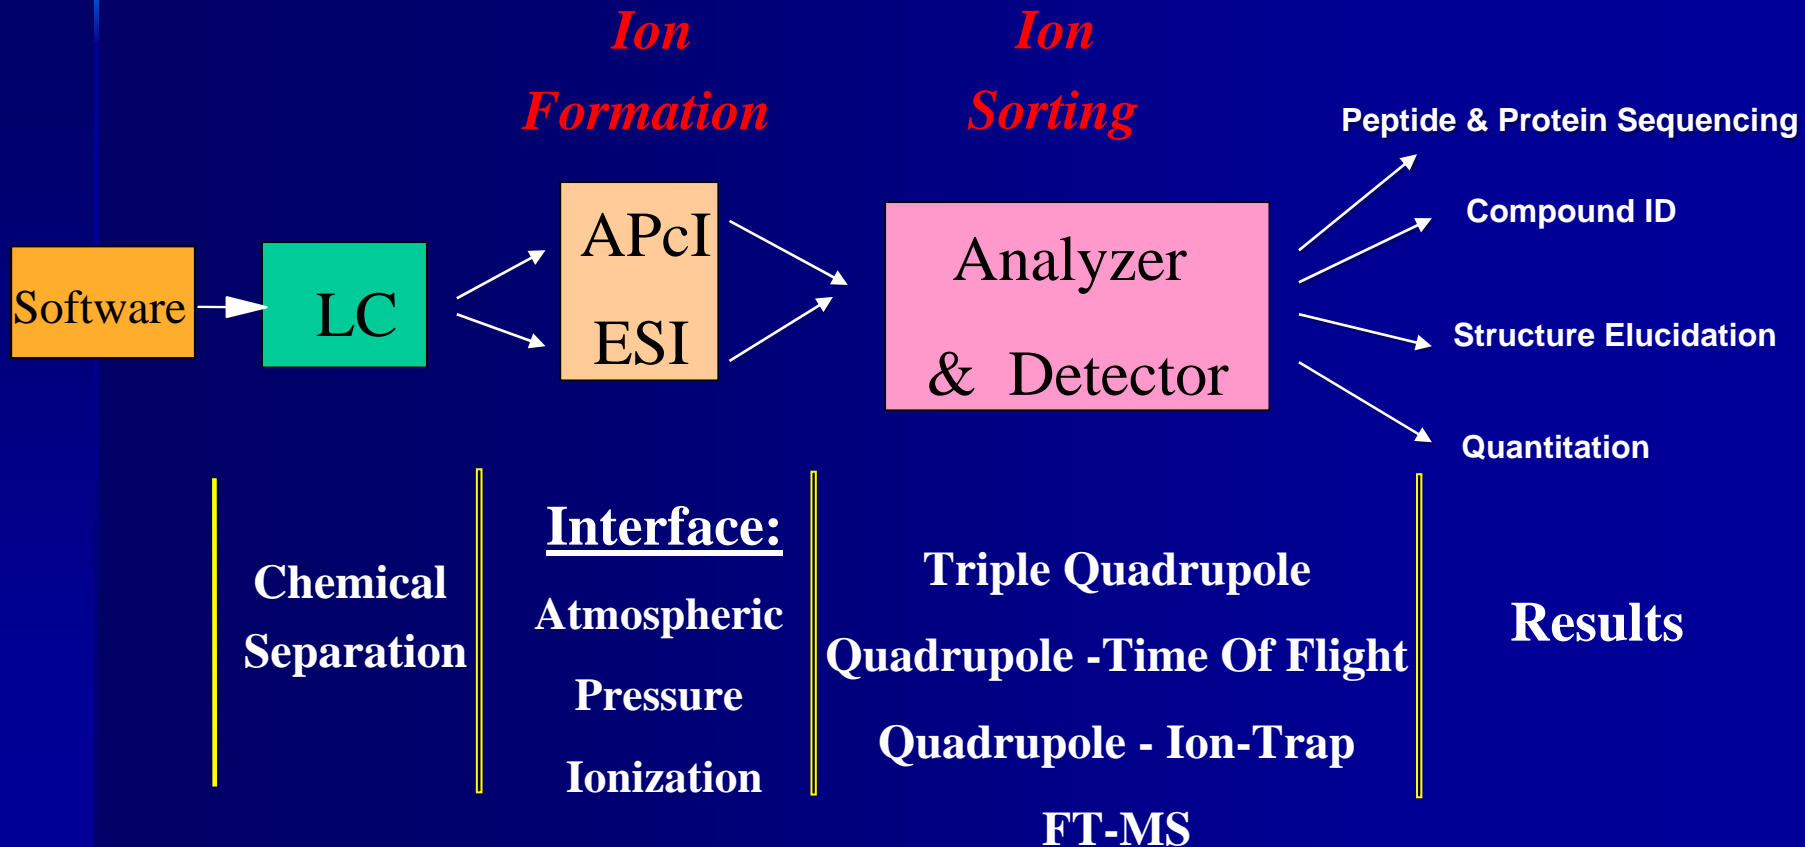 Ion
Formation
Ion
Sorting
Software
LC
APcI
ESI
Analyzer
& Detector
Peptide & Protein Sequencing
Compound ID
Structure Elucidation
Quantitation
Chemical
Separation
Interface:
Atmospheric
Pressure
Ionization
Triple Quadrupole
Quadrupole -Time Of Flight
Quadrupole - Ion-Trap
FT-MS
Results